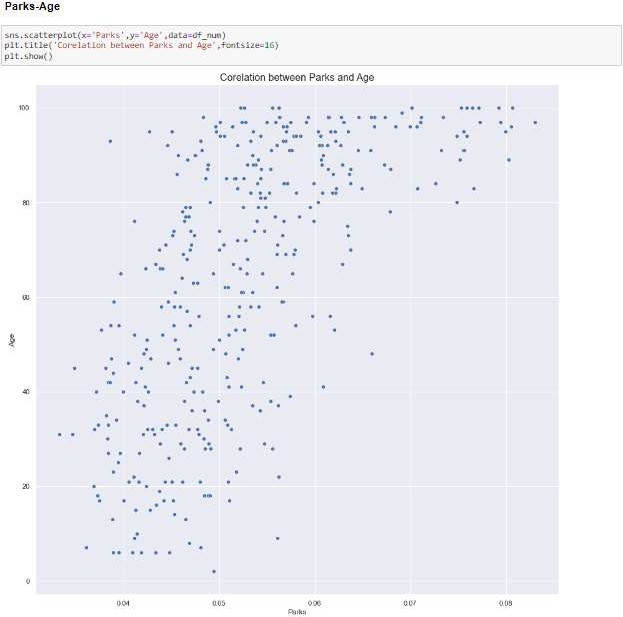 Parks-Age
sns.scatterplot(x='Parks',y='Age',data=df_num)
plt.title('Corelation between Parks and Age',fontsize=16)
plt.show()
Corelation between Parks and Age
100
80
60
40
20
0
Age
0.04 0.05 0.06 0.07 0.08
Parks